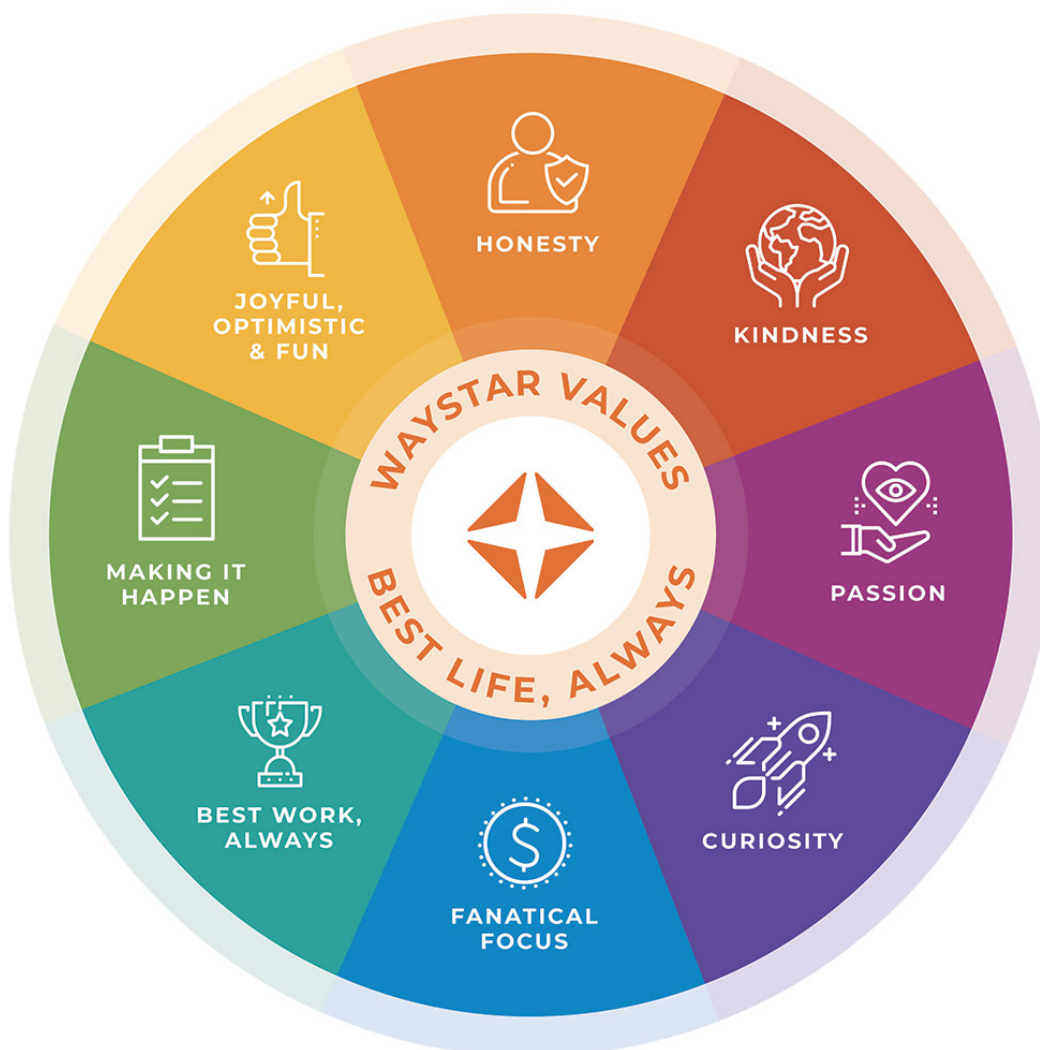 WAYSTAR VALUES
BEST LIFE, ALWAYS
HONESTY
KINDNESS
PASSION
CURIOSITY
FANATICAL
FOCUS
BEST WORK,
ALWAYS
MAKING IT
HAPPEN
JOYFUL,
OPTIMISTIC
& FUN
$